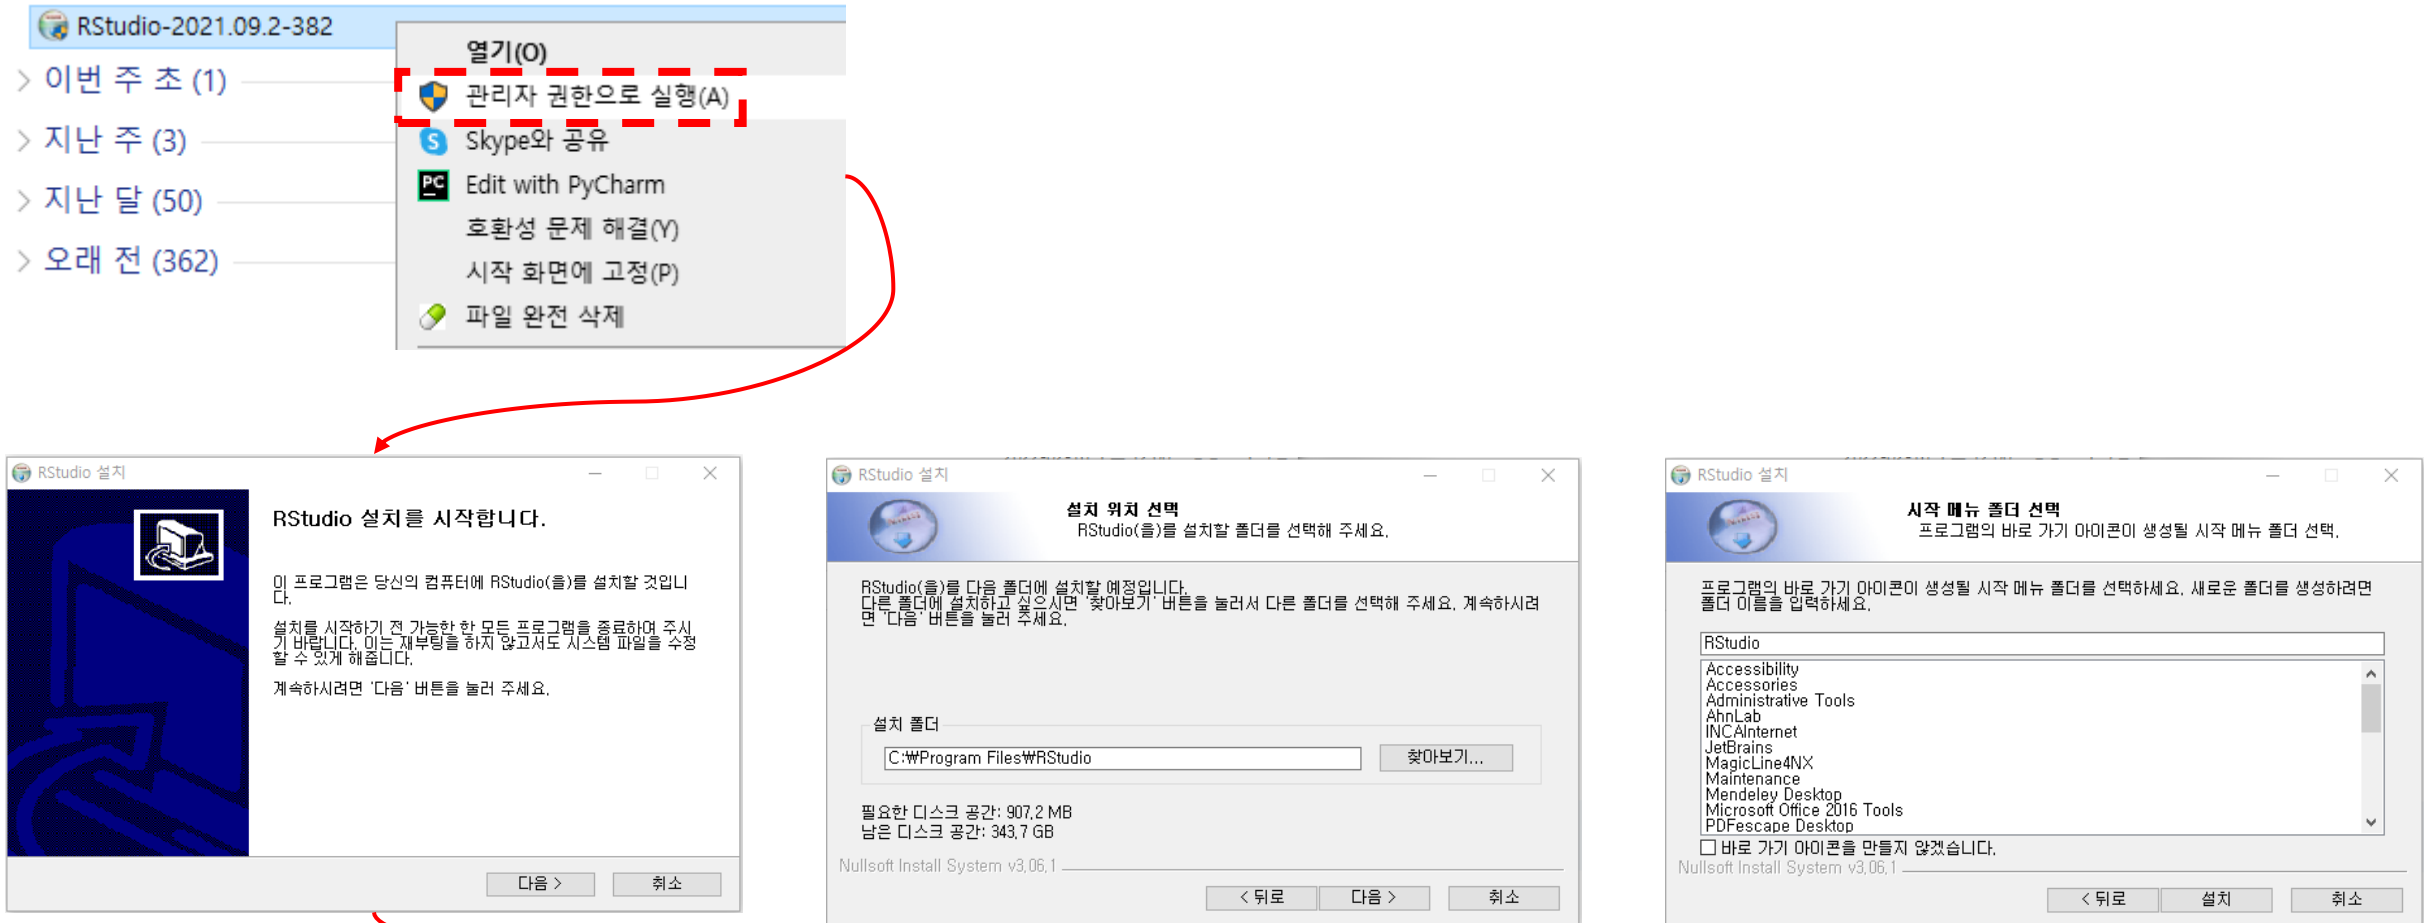 RStudio-2021.09.2-382
이번 주 초 (1)
지난 주 (3)
지난 달 (50)
오래 전 (362)
열기(O)
관리자 권한으로 실행(A)
Skype와 공유
Edit with PyCharm
호환성 문제 해결(Y)
시작 화면에 고정(P)
파일 완전 삭제
RStudio 설치
RStudio 설치를 시작합니다.
이 프로그램은 당신의 컴퓨터에 RStudio(을)를 설치할 것입니
다.
설치를 시작하기 전 가능한 한 모든 프로그램을 종료하여 주시
기 바랍니다. 이는 재부팅을 하지 않고서도 시스템 파일을 수정
할 수 있게 해줍니다.
계속하시려면 '다음' 버튼을 눌러 주세요.
다음 >
취소
RStudio 설치
설치 위치 선택
RStudio(을)를 설치할 폴더를 선택해 주세요.
RStudio(을)를 다음 폴더에 설치할 예정입니다.
다른 폴더에 설치하고 싶으시면 '찾아보기' 버튼을 눌러서 다른 폴더를 선택해 주세요. 계속하시려
면 '다음' 버튼을 눌러 주세요.
설치 폴더
C:₩Program Files₩RStudio
찾아보기...
필요한 디스크 공간: 907.2 MB
남은 디스크 공간: 343.7 GB
Nullsoft Install System v3.06.1
< 뒤로
다음 >
취소
RStudio 설치
시작 메뉴 폴더 선택
프로그램의 바로 가기 아이콘이 생성될 시작 메뉴 폴더 선택.
프로그램의 바로 가기 아이콘이 생성될 시작 메뉴 폴더를 선택하세요. 새로운 폴더를 생성하려면
폴더 이름을 입력하세요.
RStudio
Accessibility
Accessories
Administrative Tools
AhnLab
INCAInternet
JetBrains
MagicLine4NX
Maintenance
Mendeley Desktop
Microsoft Office 2016 Tools
PDFescape Desktop
바로 가기 아이콘을 만들지 않겠습니다.
Nullsoft Install System v3.06.1
< 뒤로
설치
취소